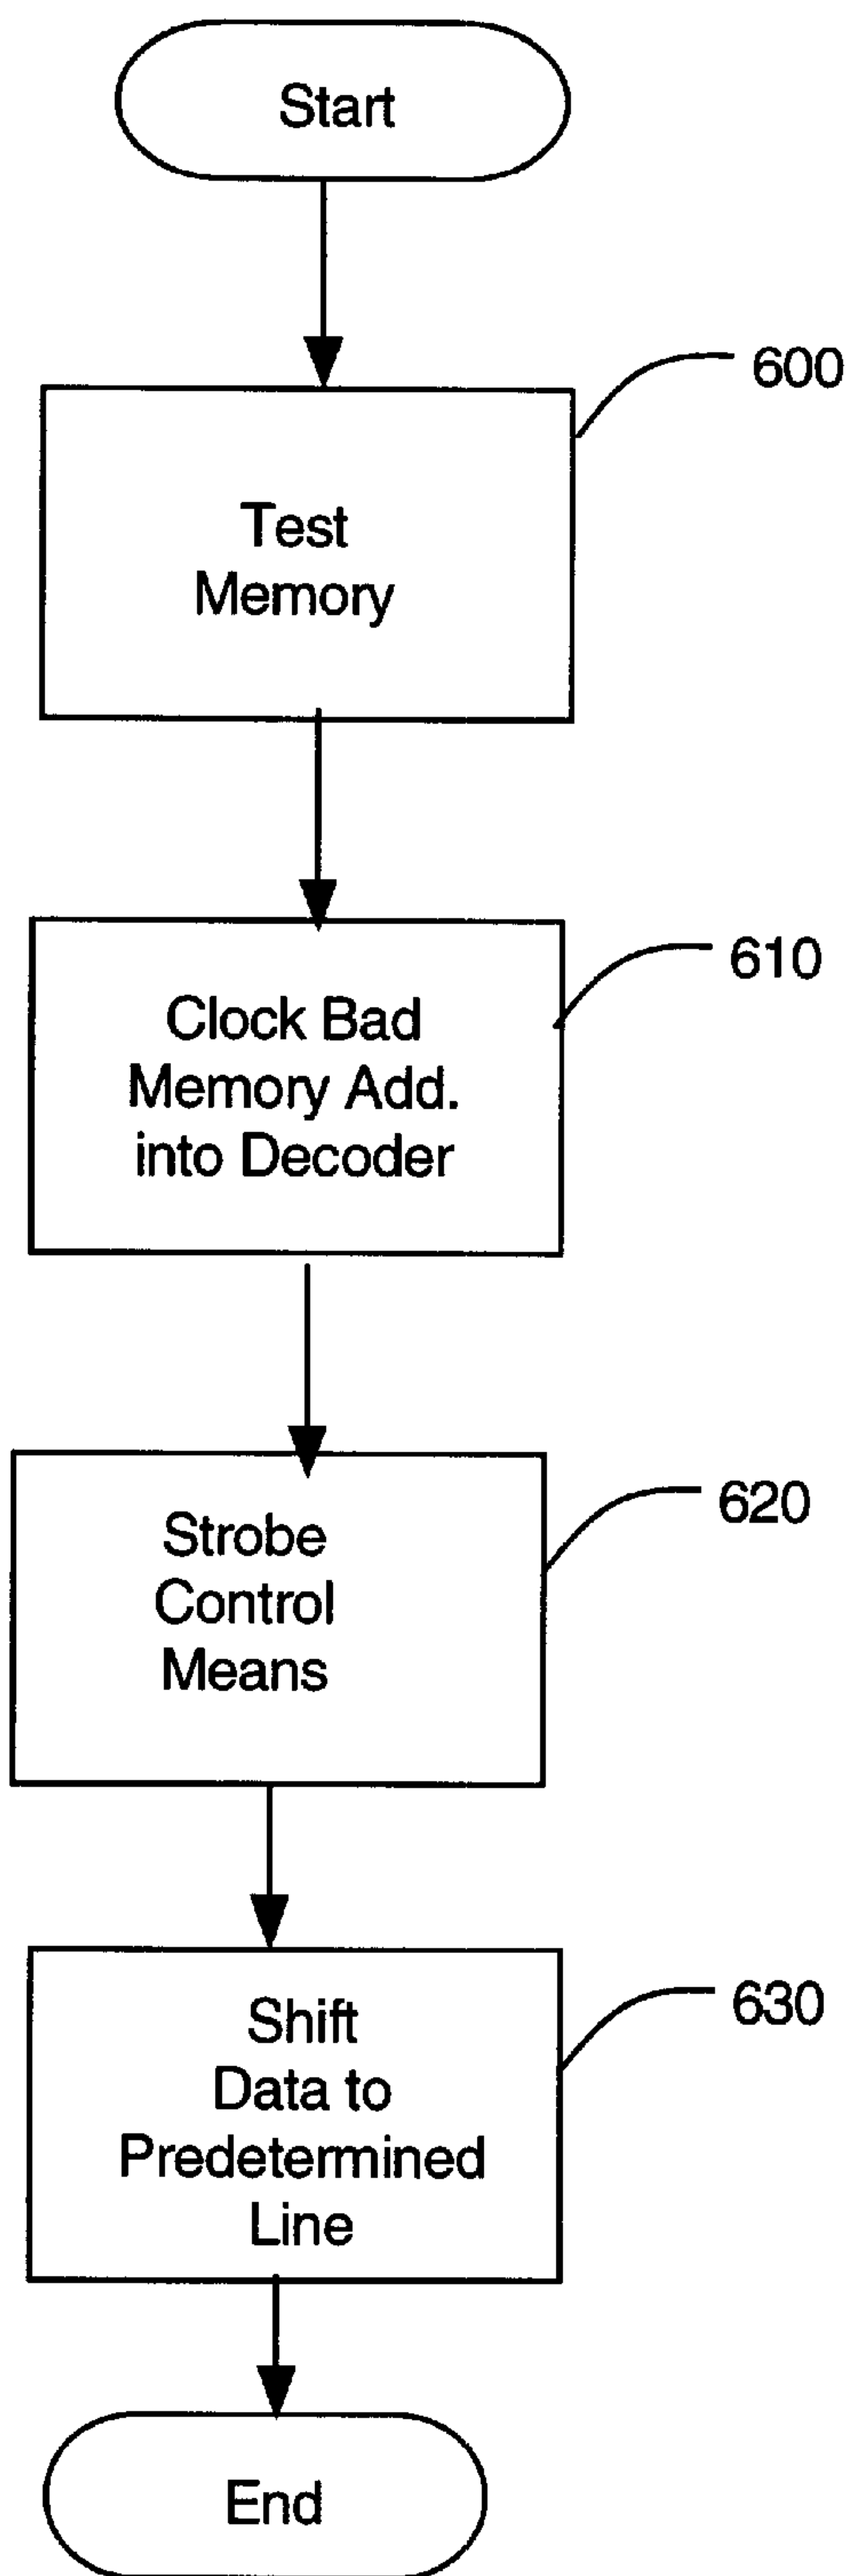 Start
600
Test
Memory
610
Clock Bad
Memory Add.
into Decoder
620
Strobe
Control
Means
630
Shift
Data to
Predetermined
Line
End